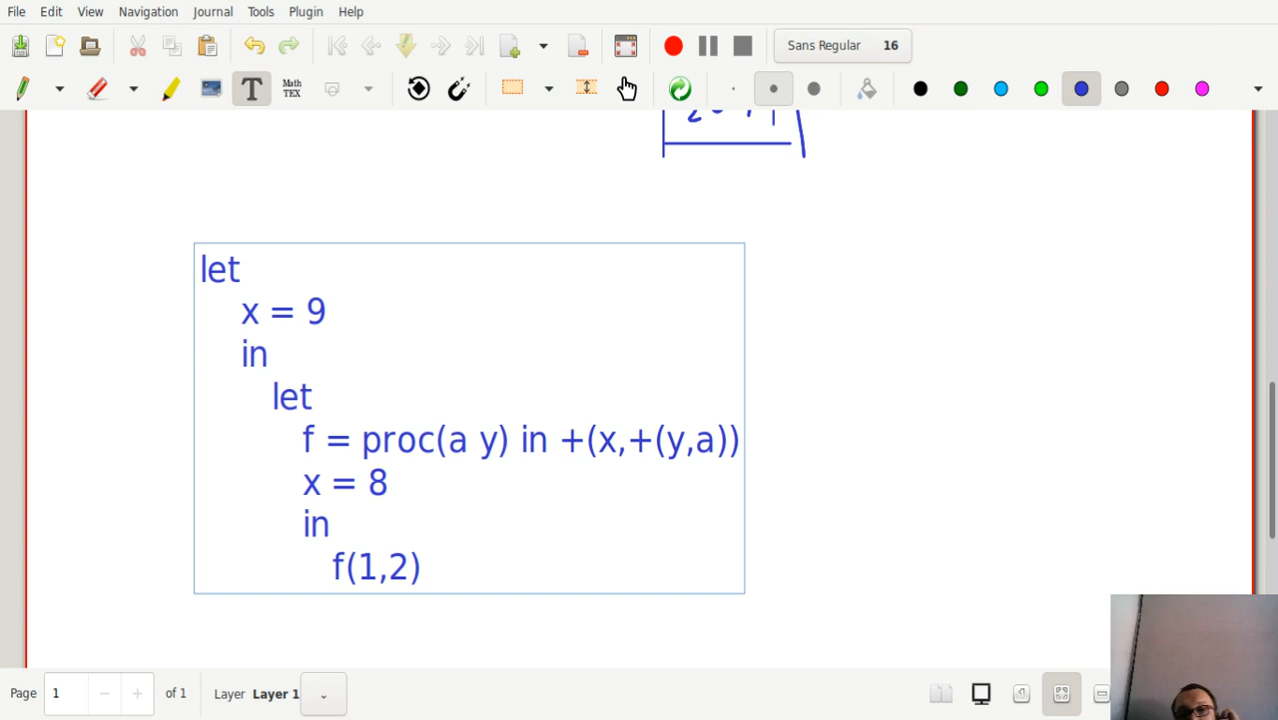 File Edit View Navigation Journal Tools Plugin Help
Sans Regular 16
T Math TEX
let
x = 9
in
let
f = proc(a y) in +(x,+(y,a))
x = 8
in
f(1,2)
Page 1 of 1 Layer Layer 1